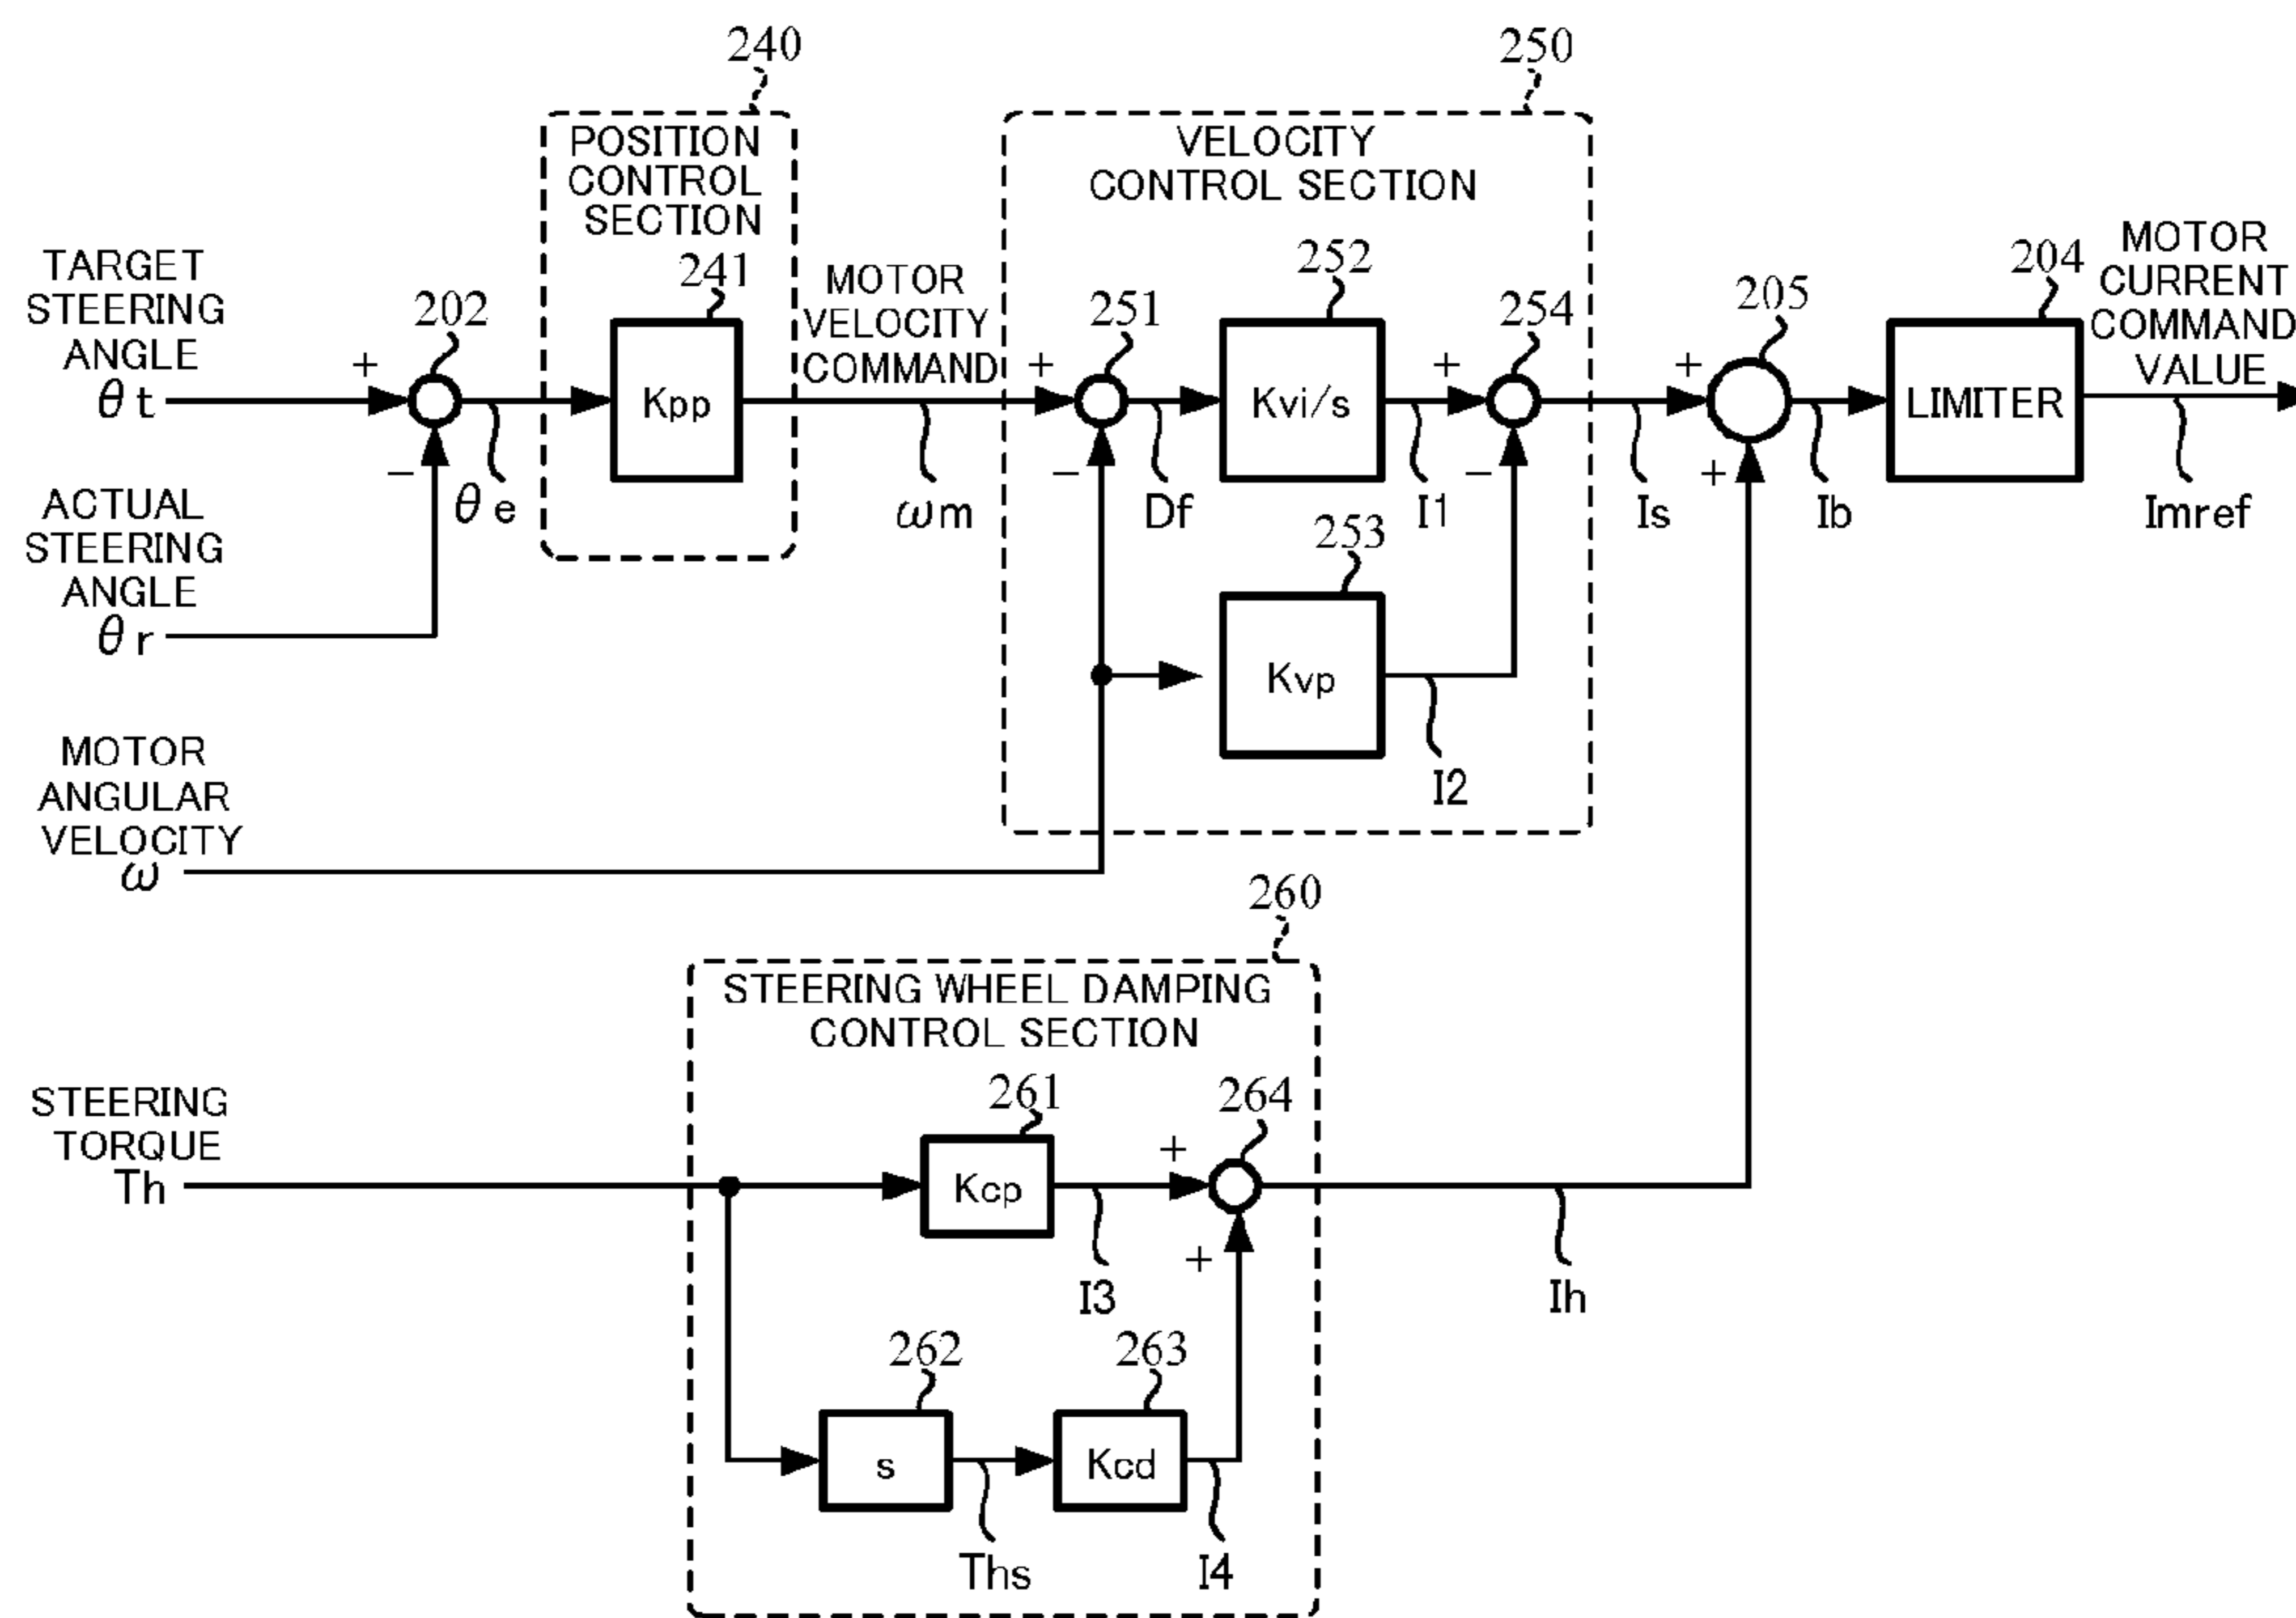 240
250
POSITION
CONTROL
SECTION
VELOCITY
CONTROL SECTION
TARGET
STEERING
ANGLE
θt
+
202
−
θe
241
Kpp
MOTOR
VELOCITY
COMMAND
ωm
+
251
−
Df
252
Kvi/s
I1
+
254
−
Is
+
205
+
Ib
204
LIMITER
MOTOR
CURRENT
COMMAND
VALUE
Imref
ACTUAL
STEERING
ANGLE
θr
253
Kvp
I2
MOTOR
ANGULAR
VELOCITY
ω
260
STEERING WHEEL DAMPING
CONTROL SECTION
STEERING
TORQUE
Th
261
Kcp
I3
+
264
+
Ih
262
s
Ths
263
Kcd
I4